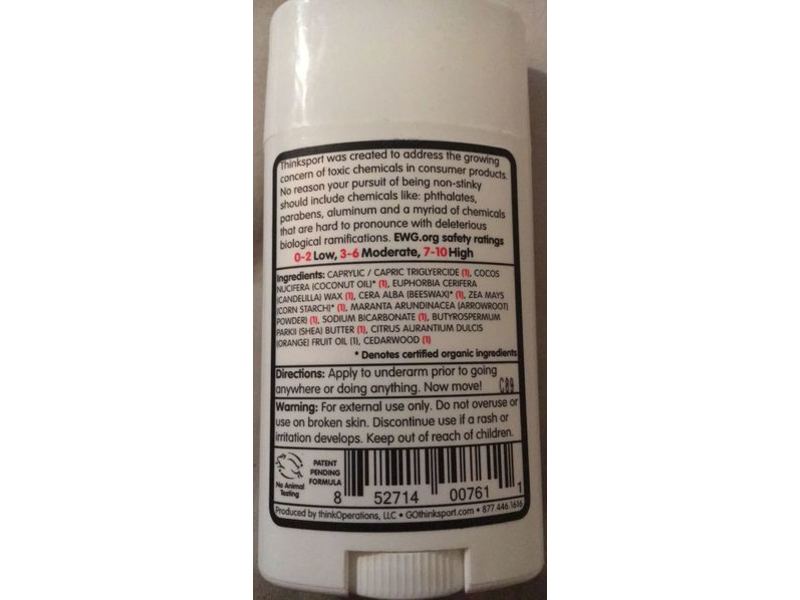 Thinksport was created to address the growing
concern of toxic chemicals in consumer products.
No reason your pursuit of being non-stinky
should include chemicals like: phthalates,
parabens, aluminum and a myriad of chemicals
that are hard to pronounce with deleterious
biological ramifications. EWG.org safety ratings
0-2 Low, 3-6 Moderate, 7-10 High
Ingredients: CAPRYLIC / CAPRIC TRIGLYERCIDE (1), COCOS
NUCIFERA (COCONUT OIL)* (1), EUPHORBIA CERIFERA
(CANDELILLA) WAX (1), CERA ALBA (BEESWAX)* (1), ZEA MAYS
(CORN STARCH)* (1), MARANTA ARUNDINACEA (ARROWROOT)
POWDER) (1), SODIUM BICARBONATE (1), BUTYROSPERMUM
PARKII (SHEA) BUTTER (1), CITRUS AURANTIUM DULCIS
(ORANGE) FRUIT OIL (1), CEDARWOOD (1)
* Denotes certified organic ingredients
Directions: Apply to underarm prior to going
anywhere or doing anything. Now move! C09
Warning: For external use only. Do not overuse or
use on broken skin. Discontinue use if a rash or
irritation develops. Keep out of reach of children.
No Animal
Testing
PATENT
PENDING
FORMULA
8 52714 00761 1
Produced by thinkOperations, LLC • GOthinksport.com • 877.446.1616